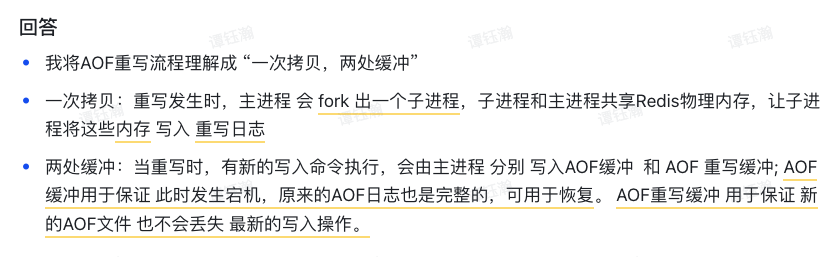 回答
我将AOF重写流程理解成 “一次拷贝，两处缓冲”
一次拷贝：重写发生时，主进程 会 fork 出一个子进程，子进程和主进程共享Redis物理内存，让子进
程将这些内存 写入 重写日志
两处缓冲：当重写时，有新的写入命令执行，会由主进程 分别 写入AOF缓冲  和 AOF 重写缓冲; AOF
缓冲用于保证 此时发生宕机，原来的AOF日志也是完整的，可用于恢复。 AOF重写缓冲 用于保证 新
的AOF文件 也不会丢失 最新的写入操作。
谭钰瀚
谭钰瀚
谭钰瀚
谭钰瀚
谭钰瀚
谭钰瀚